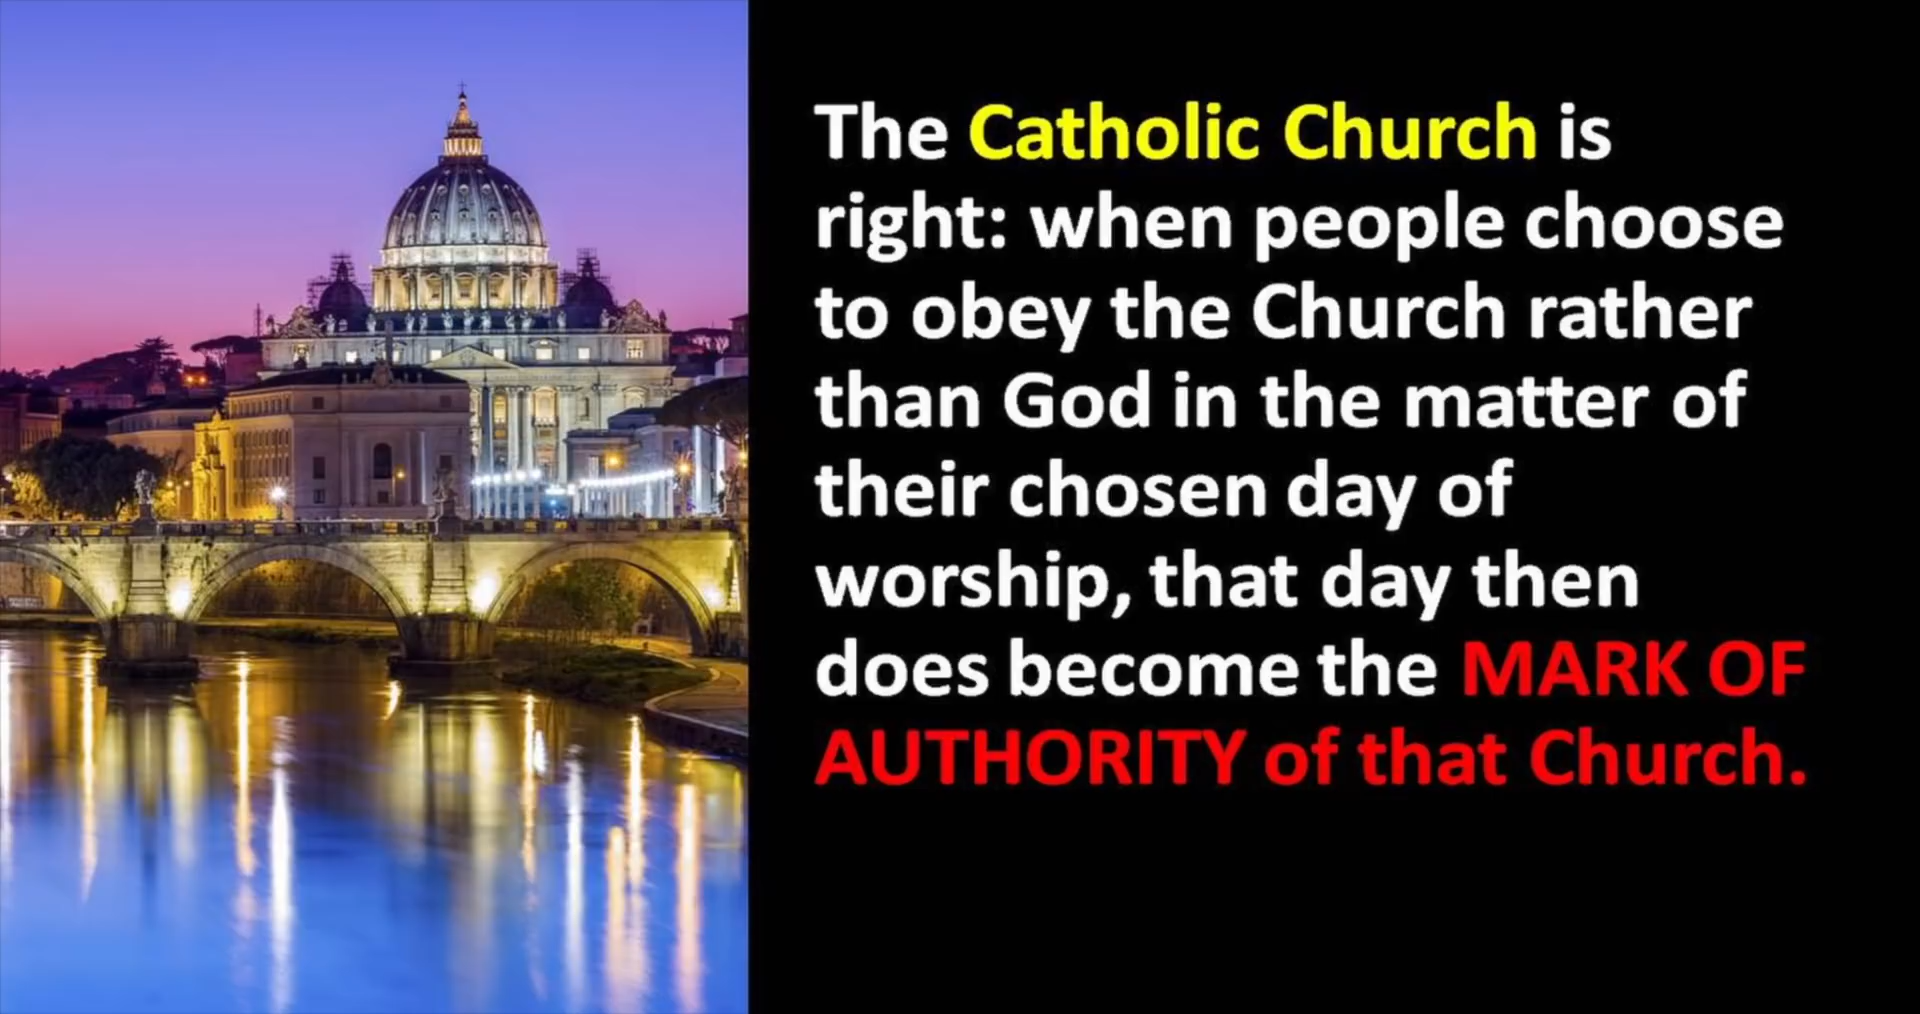 The Catholic Church is
right: when people choose
to obey the Church rather
than God in the matter of
their chosen day of
worship, that day then
does become the MARK OF
AUTHORITY of that Church.